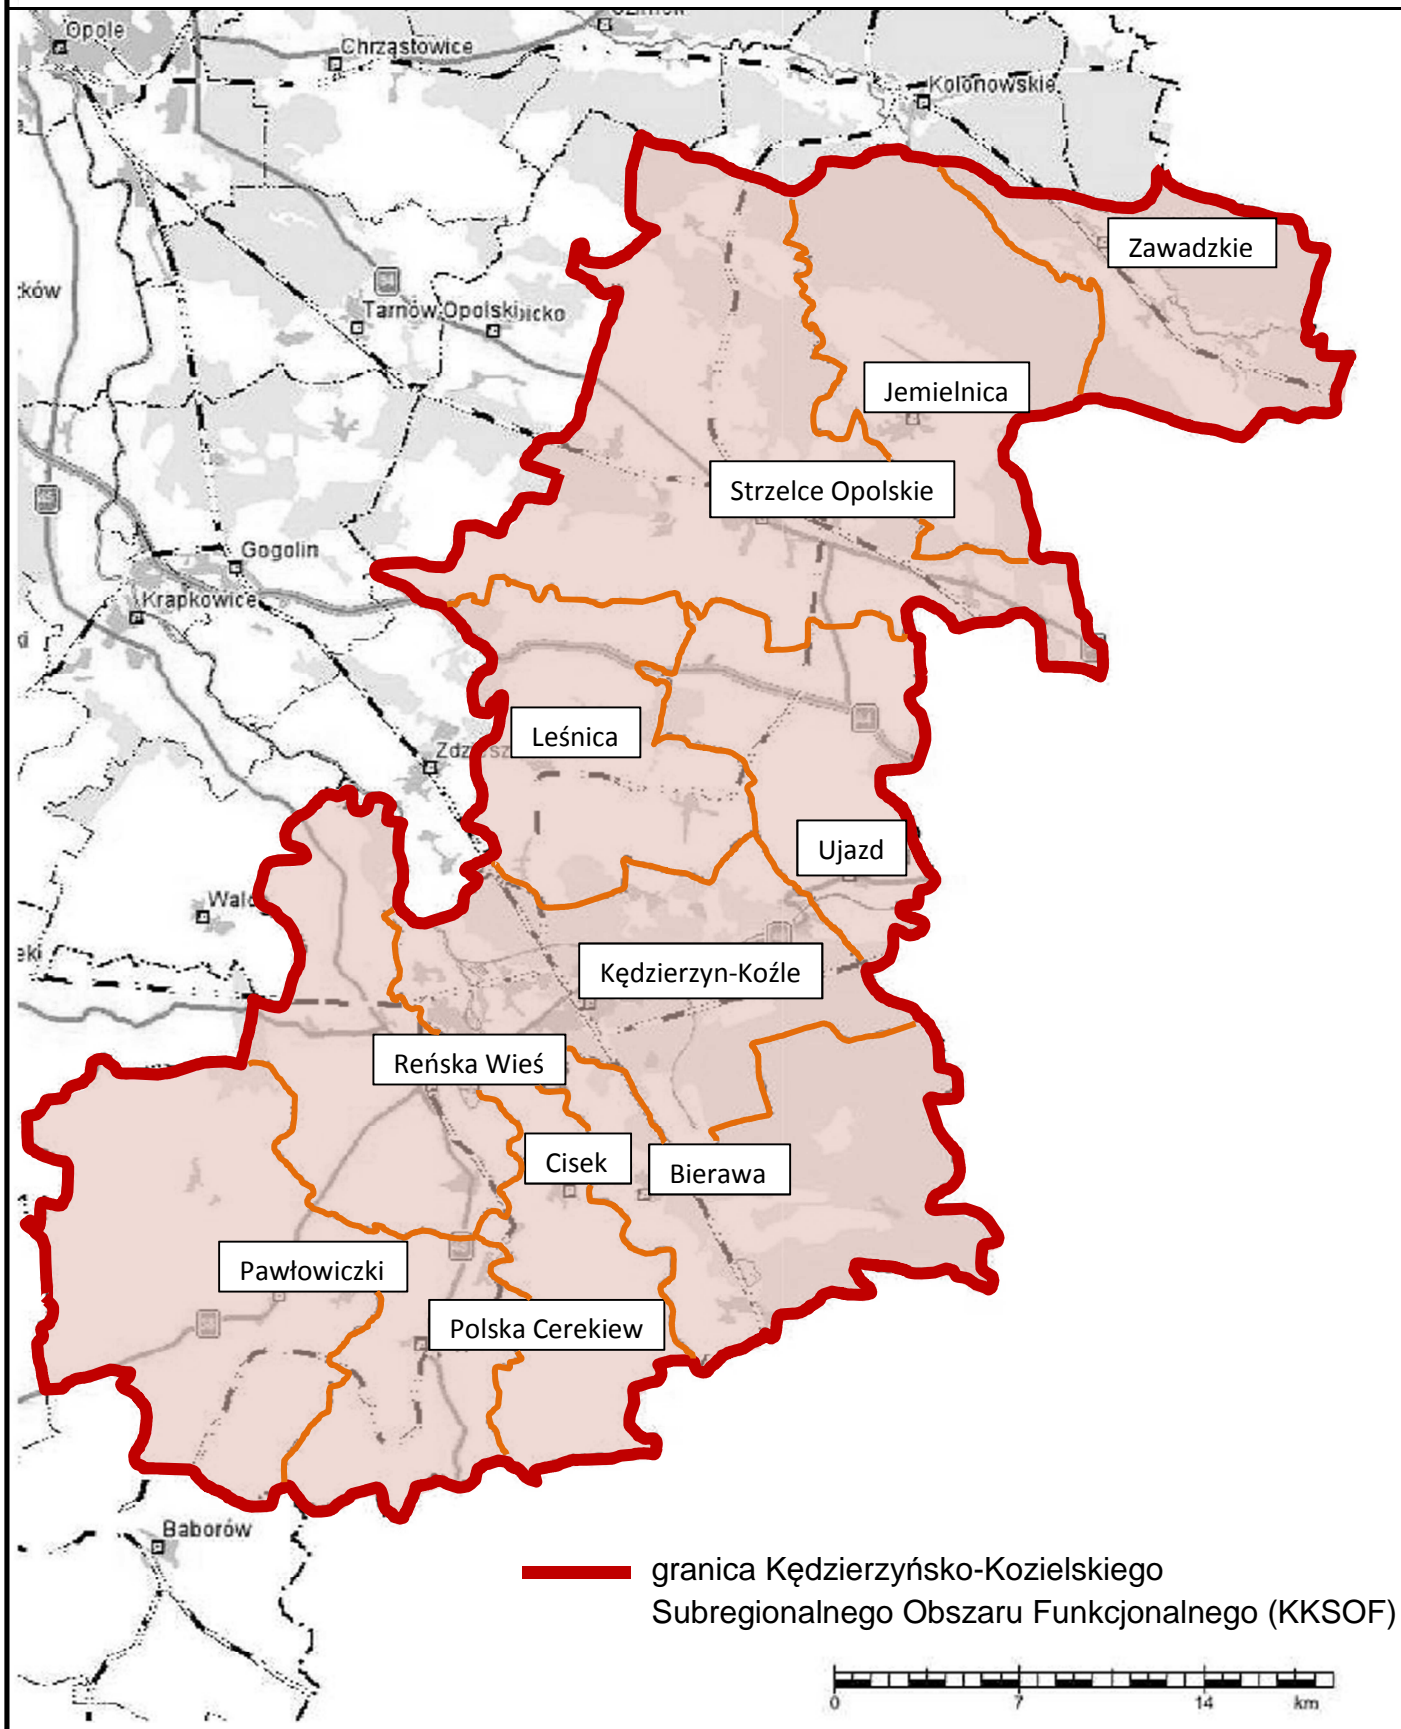 Opole
Chrząstowice
Kolonowskie
Zawadzkie
Tarnów Opolski
Jemielnica
Strzelce Opolskie
Gogolin
Krapkowice
Leśnica
Ujazd
Kędzierzyn-Koźle
Reńska Wieś
Cisek
Bierawa
Pawłowiczki
Polska Cerekiew
Baborów
granica Kędzierzyńsko-Kozielskiego
Subregionalnego Obszaru Funkcjonalnego (KKSOF)
0 7 14 km